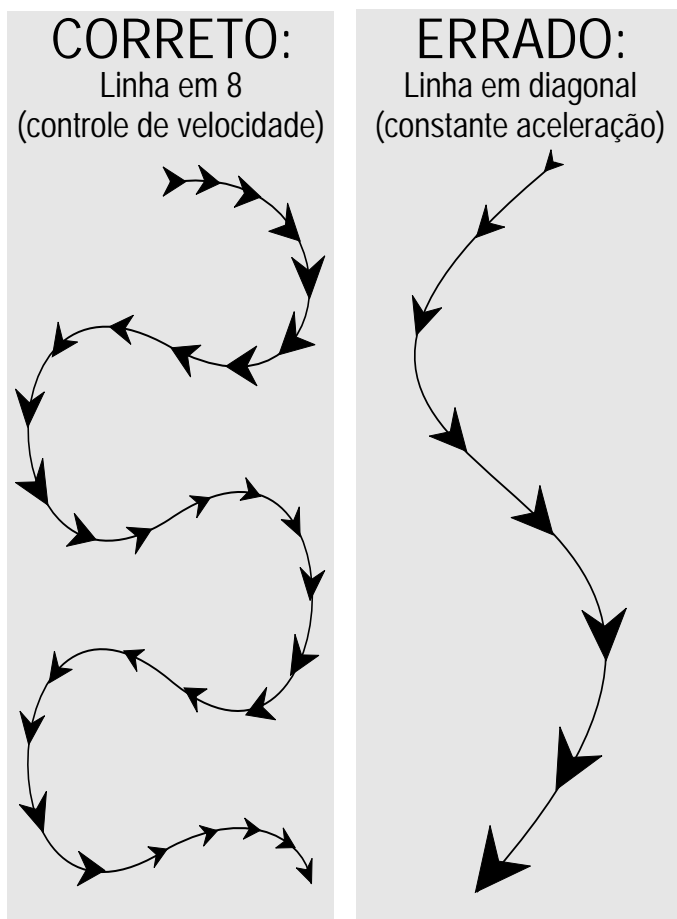 CORRETO:
Linha em 8
(controle de velocidade)
ERRADO:
Linha em diagonal
(constante aceleração)